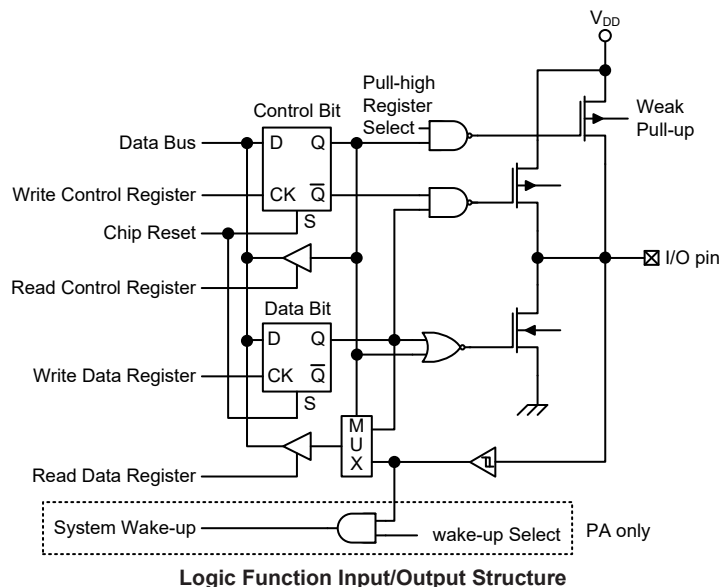 V_DD
Pull-high
Register
Select
Control Bit
Weak
Pull-up
Data Bus
D
Q
Write Control Register
CK
Q̅
S
Chip Reset
I/O pin
Read Control Register
Data Bit
D
Q
Write Data Register
CK
Q̅
S
M
U
X
Read Data Register
System Wake-up
wake-up Select
PA only
Logic Function Input/Output Structure